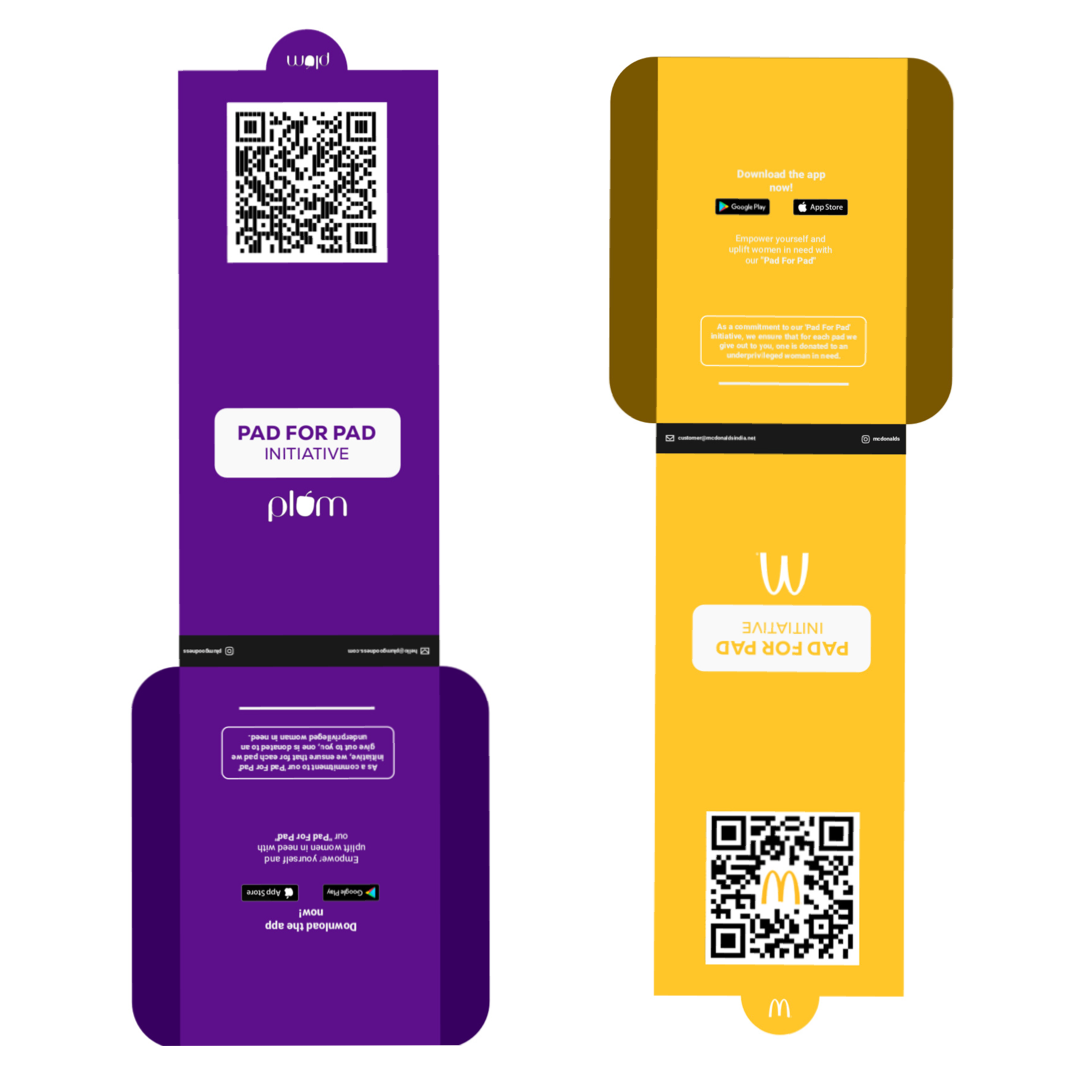 plum
PAD FOR PAD
INITIATIVE
plum
plumgoodness
hello@plumgoodness.com
As a commitment to our 'Pad For Pad'
initiative, we ensure that for each pad we
give out to you, one is donated to an
underprivileged woman in need.
Empower yourself and
uplift women in need with
our "Pad For Pad"
Google Play
App Store
Download the app
now!
Download the app
now!
Google Play
App Store
Empower yourself and
uplift women in need with
our "Pad For Pad"
As a commitment to our 'Pad For Pad'
initiative, we ensure that for each pad we
give out to you, one is donated to an
underprivileged woman in need.
customer@mcdonaldsindia.net
mcdonalds
M
PAD FOR PAD
INITIATIVE
M
M